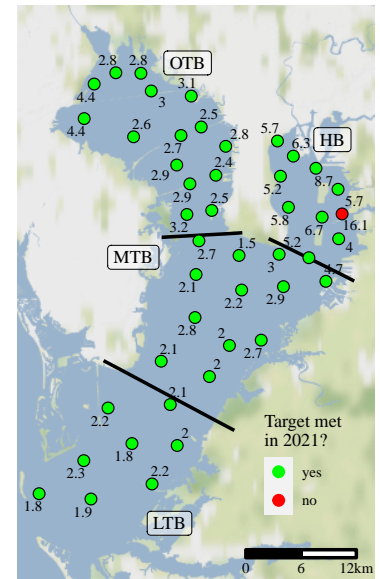 2.8 2.8 OTB
4.4 3 3.1
4.4 2.6 2.7 2.5 5.7 HB
2.8 6.3
2.9 2.4 5.2 8.7
2.9 5.7
3.2 2.5 5.8 6.7 16.1
MTB 2.7 1.5 3 5.2 4
2.1 2.2 2.9 4.7
2.8
2.1 2 2.7
2
2.1
2.2
1.8 2
2.3
2.2
1.8 1.9
LTB
Target met
in 2021?
yes
no
0 6 12km